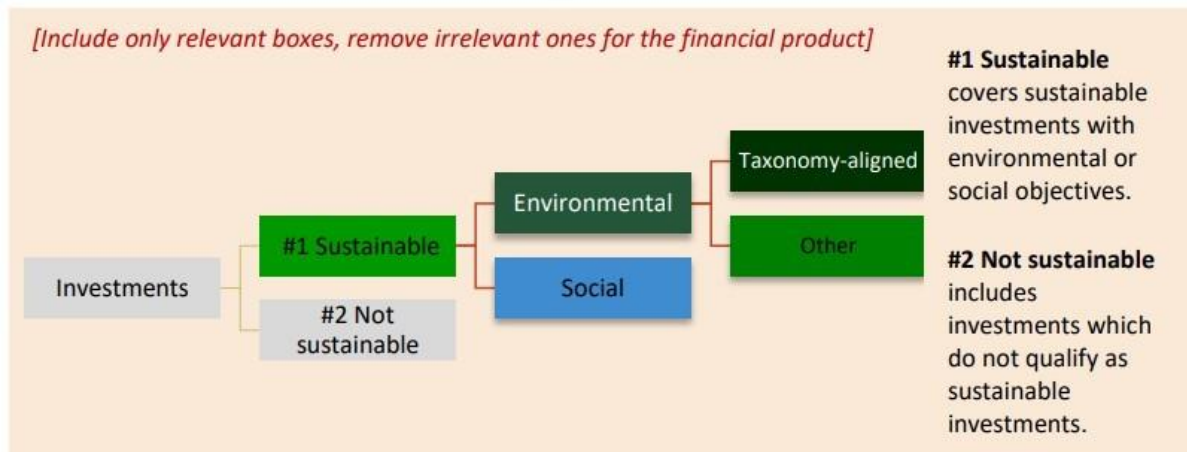 [Include only relevant boxes, remove irrelevant ones for the financial product]
Investments
#1 Sustainable
#2 Not
sustainable
Environmental
Social
Taxonomy-aligned
Other
#1 Sustainable
covers sustainable
investments with
environmental or
social objectives.
#2 Not sustainable
includes
investments which
do not qualify as
sustainable
investments.